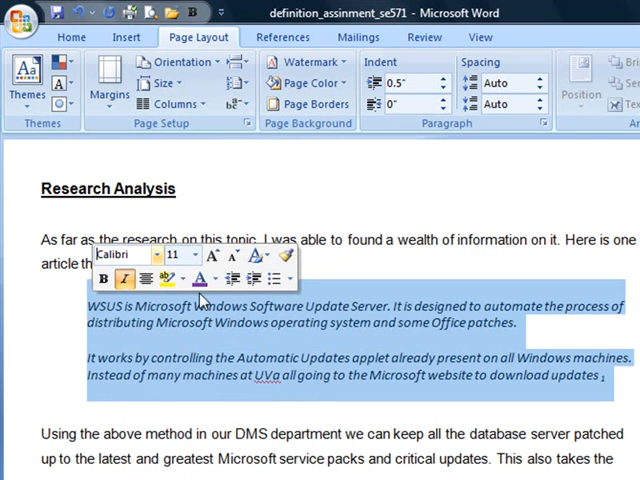 definition_assinment_se571 - Microsoft Word
Home Insert Page Layout References Mailings Review View
Themes
Margins
Orientation
Size
Columns
Watermark
Page Color
Page Borders
Indent
0.5"
0"
Spacing
Auto
Auto
Position
Themes Page Setup Page Background Paragraph
Research Analysis
As far as the research on this topic, I was able to found a wealth of information on it. Here is one
article th
Calibri 11
WSUS is Microsoft Windows Software Update Server. It is designed to automate the process of
distributing Microsoft Windows operating system and some Office patches.
It works by controlling the Automatic Updates applet already present on all Windows machines.
Instead of many machines at UVa all going to the Microsoft website to download updates 1
Using the above method in our DMS department we can keep all the database server patched
up to the latest and greatest Microsoft service packs and critical updates. This also takes the